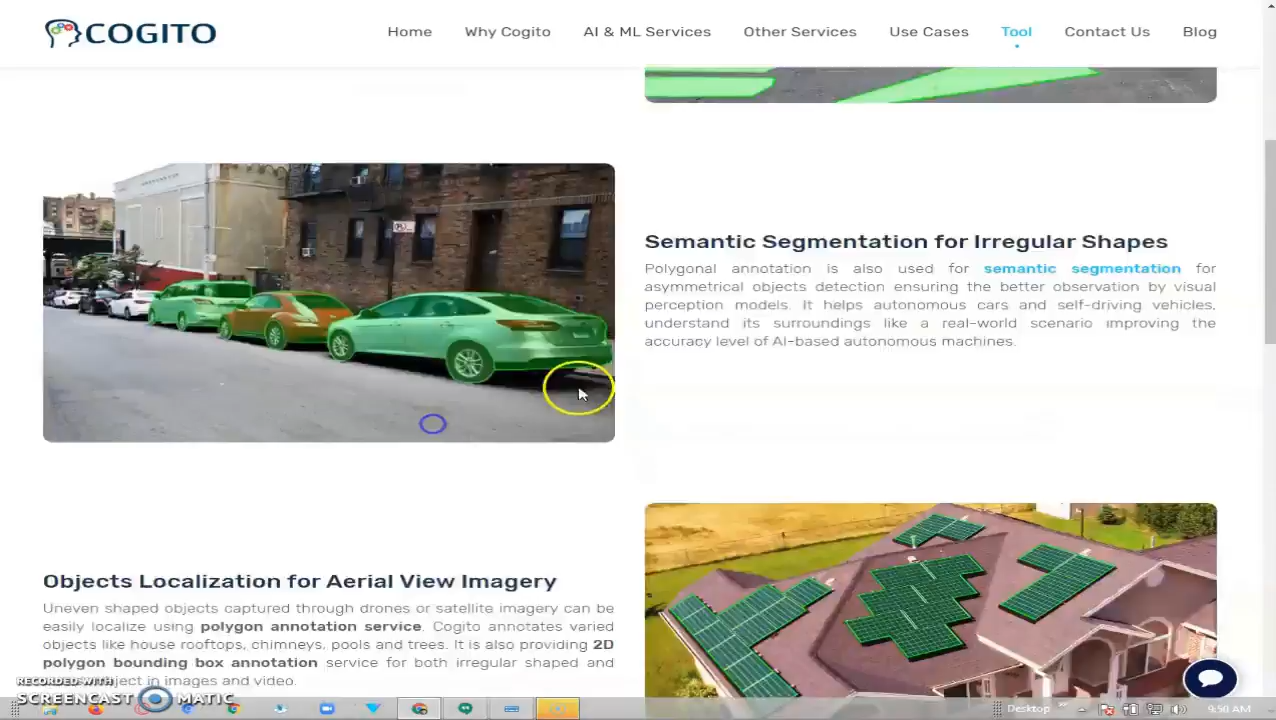 COGITO
Home Why Cogito AI & ML Services Other Services Use Cases Tool Contact Us Blog
Semantic Segmentation for Irregular Shapes
Polygonal annotation is also used for semantic segmentation for
asymmetrical objects detection ensuring the better observation by visual
perception models. It helps autonomous cars and self-driving vehicles,
understand its surroundings like a real-world scenario improving the
accuracy level of AI-based autonomous machines.
Objects Localization for Aerial View Imagery
Uneven shaped objects captured through drones or satellite imagery can be
easily localize using polygon annotation service. Cogito annotates varied
objects like house rooftops, chimneys, pools and trees. It is also providing 2D
polygon bounding box annotation service for both irregular shaped and
object in images and video.
RECORDED WITH
SCREENCAST MATIC
Desktop
9:50 AM